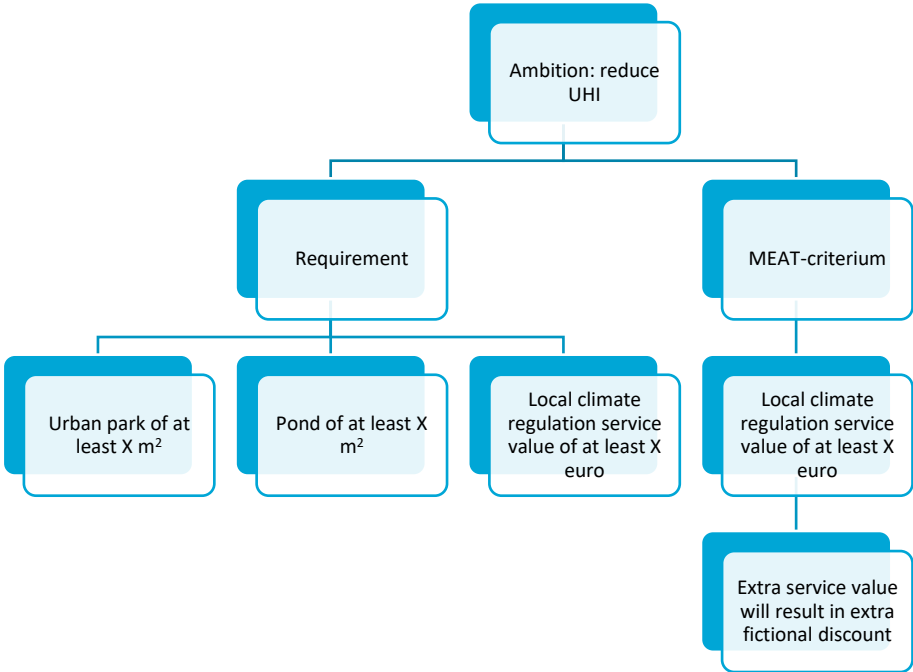 Ambition: reduce
UHI
Requirement
MEAT-criterium
Urban park of at
least X m²
Pond of at least X
m²
Local climate
regulation service
value of at least X
euro
Local climate
regulation service
value of at least X
euro
Extra service value
will result in extra
fictional discount